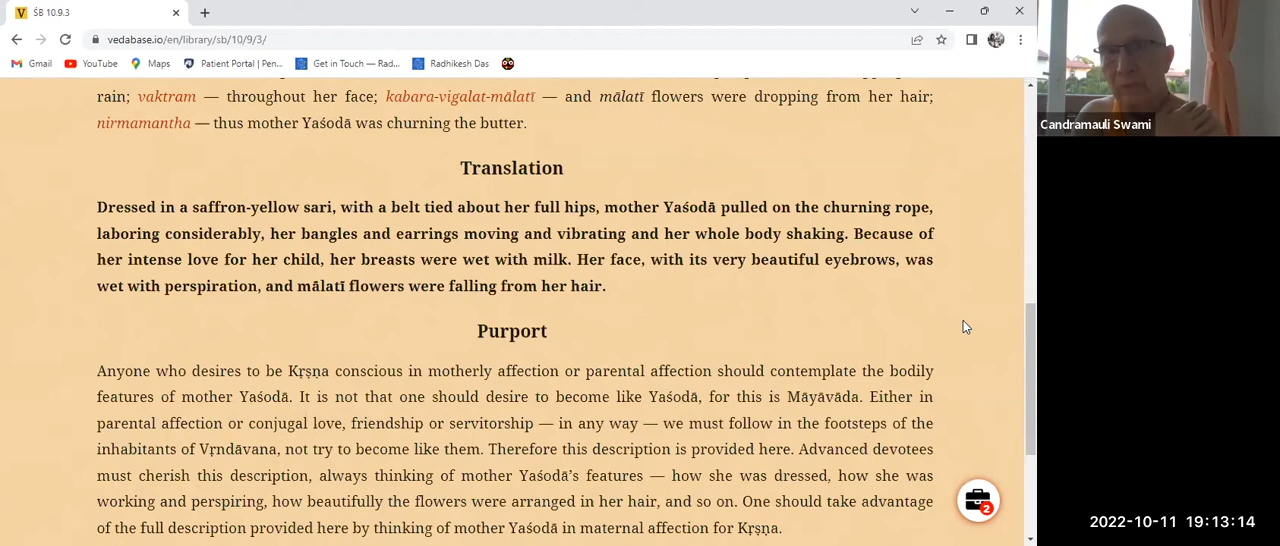 ŚB 10.9.3
vedabase.io/en/library/sb/10/9/3/
Gmail YouTube Maps Patient Portal | Pen... Get in Touch — Rad... Radhikesh Das
rain; vaktram — throughout her face; kabara-vigalat-mālatī — and mālatī flowers were dropping from her hair;
nirmamantha — thus mother Yaśodā was churning the butter.
Translation
Dressed in a saffron-yellow sari, with a belt tied about her full hips, mother Yaśodā pulled on the churning rope,
laboring considerably, her bangles and earrings moving and vibrating and her whole body shaking. Because of
her intense love for her child, her breasts were wet with milk. Her face, with its very beautiful eyebrows, was
wet with perspiration, and mālatī flowers were falling from her hair.
Purport
Anyone who desires to be Kṛṣṇa conscious in motherly affection or parental affection should contemplate the bodily
features of mother Yaśodā. It is not that one should desire to become like Yaśodā, for this is Māyāvāda. Either in
parental affection or conjugal love, friendship or servitorship — in any way — we must follow in the footsteps of the
inhabitants of Vṛndāvana, not try to become like them. Therefore this description is provided here. Advanced devotees
must cherish this description, always thinking of mother Yaśodā's features — how she was dressed, how she was
working and perspiring, how beautifully the flowers were arranged in her hair, and so on. One should take advantage
of the full description provided here by thinking of mother Yaśodā in maternal affection for Kṛṣṇa.
2
Candramauli Swami
2022-10-11 19:13:14